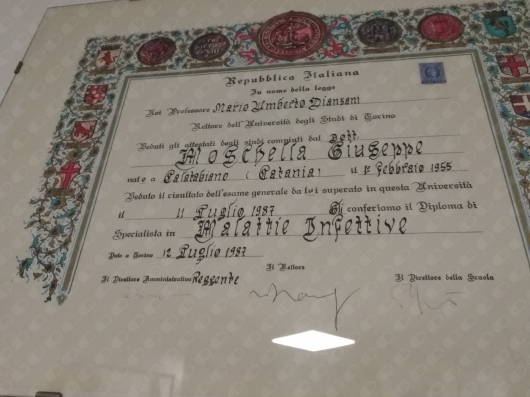 Repubblica Italiana
In nome della legge
Noi Professore Mario Umberto Dianzani
Rettore dell'Università degli Studi di Torino
Veduti gli attestati degli studi compiuti dal Dott.
Moschella Giuseppe
nato a Calatabiano (Catania) il 1° Febbraio 1955
Veduto il risultato dell'esame generale da lui superato in questa Università
il 11 Luglio 1987 Gli conferiamo il Diploma di
Specialista in Malattie Infettive
Dato a Torino 12 Luglio 1987
Il Rettore
Il Direttore Amministrativo Reggente Il Direttore della Scuola